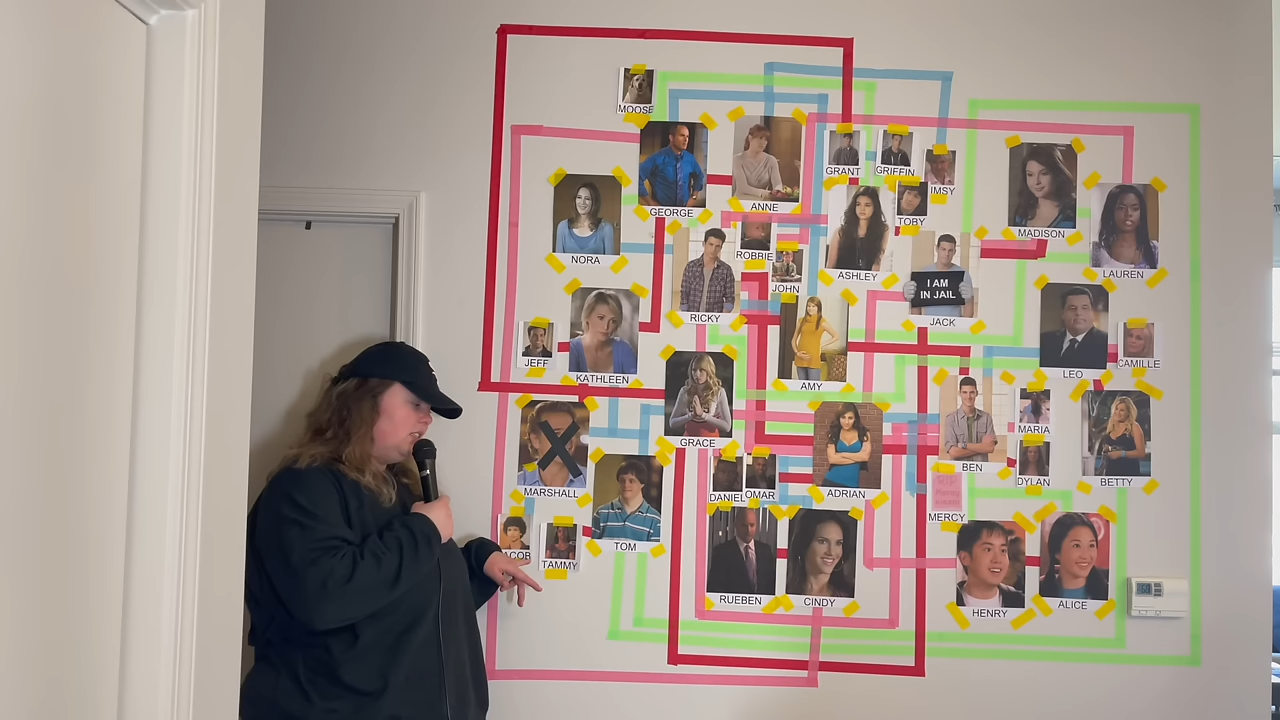 MOOSE
GEORGE
ANNE
GRANT
GRIFFIN
IMSY
TOBY
MADISON
LAUREN
NORA
ROBBIE
JOHN
ASHLEY
RICKY
I AM
IN JAIL
JACK
JEFF
KATHLEEN
AMY
LEO
CAMILLE
GRACE
MARIA
MARSHALL
TOM
DANIEL
OMAR
ADRIAN
BEN
DYLAN
BETTY
RIP
MERCY
ACOB
TAMMY
RUEBEN
CINDY
HENRY
ALICE